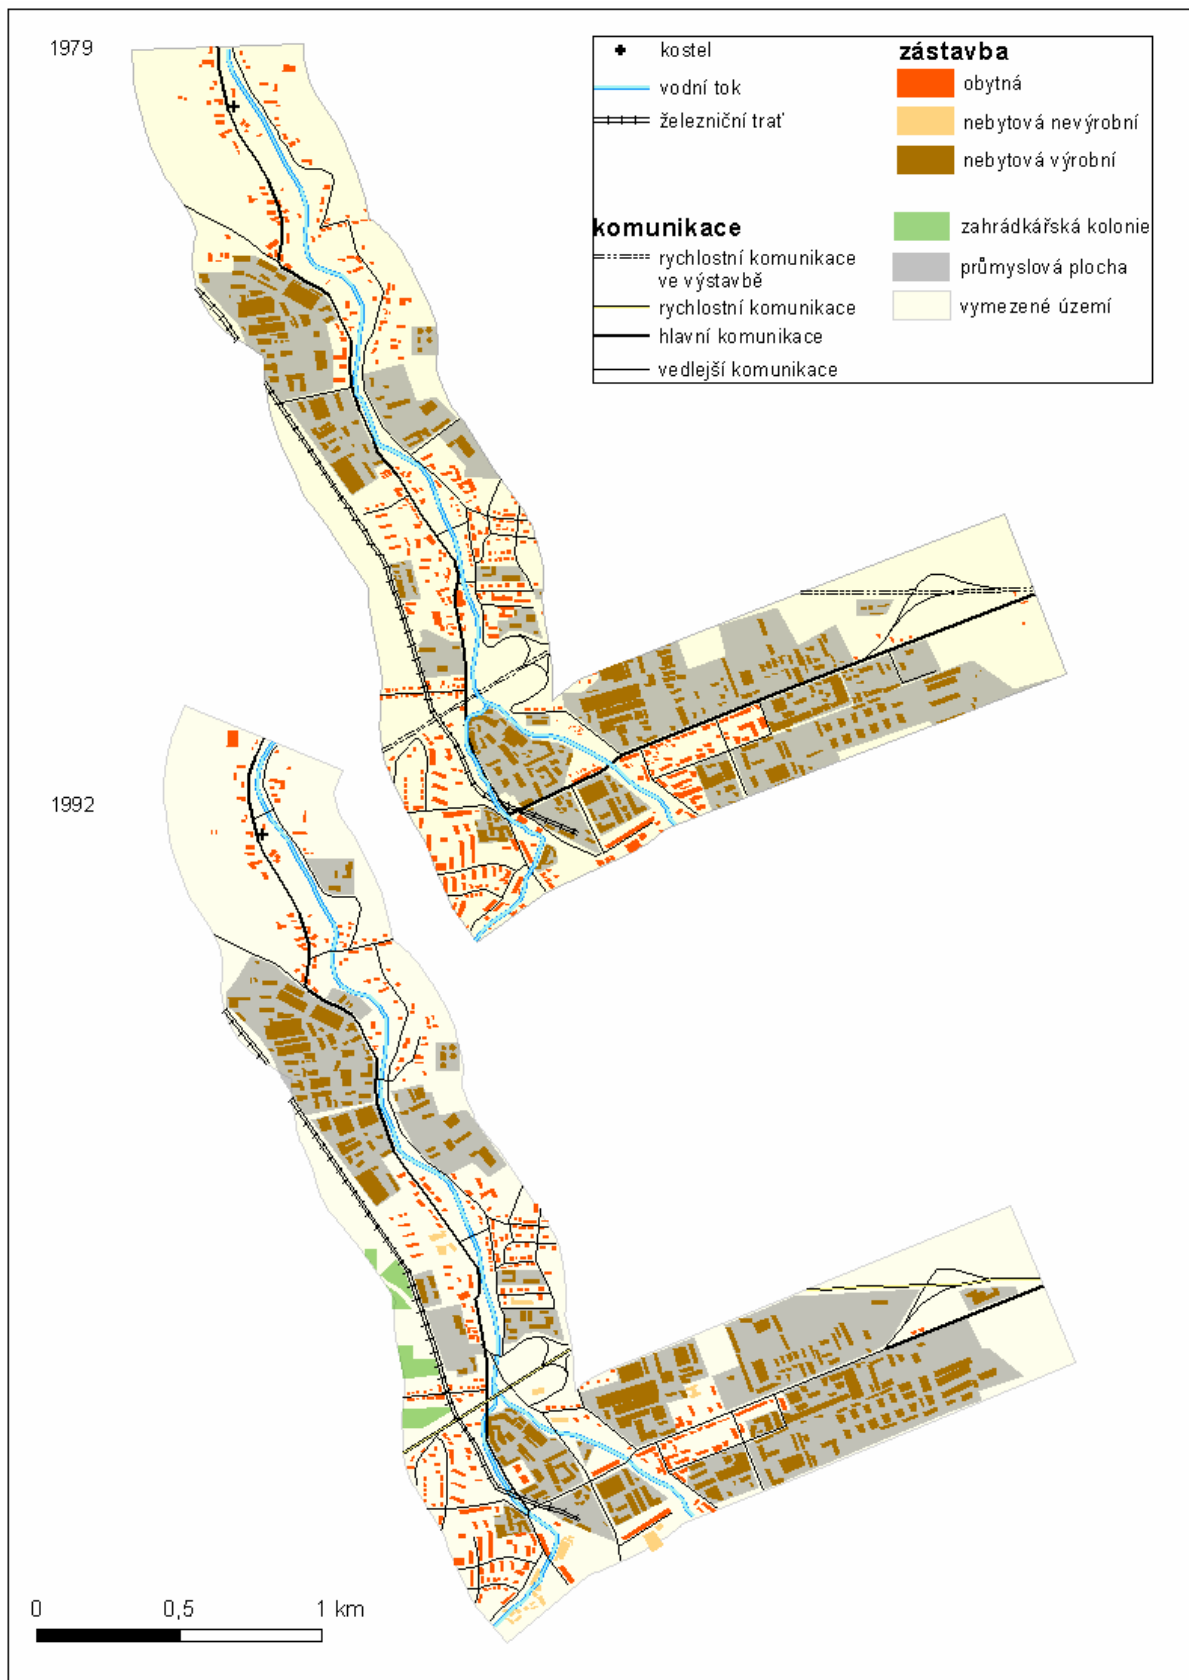 1979
kostel
vodní tok
železniční trať
zástavba
obytná
nebytová nevýrobní
nebytová výrobní
komunikace
rychlostní komunikace
ve výstavbě
rychlostní komunikace
hlavní komunikace
vedlejší komunikace
zahrádkářská kolonie
průmyslová plocha
vymezené území
1992
0 0,5 1 km